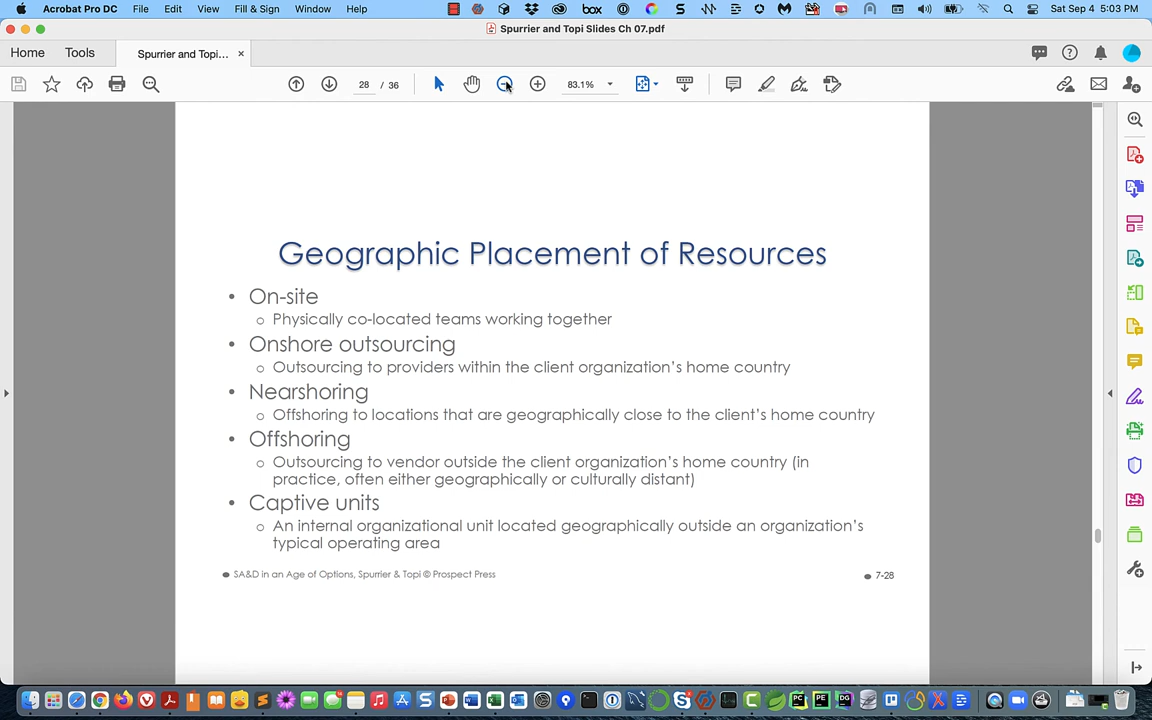 Acrobat Pro DC File Edit View Fill & Sign Window Help box Sat Sep 4 5:03 PM
Spurrier and Topi Slides Ch 07.pdf
Home Tools Spurrier and Topi... ×
28 / 36 83.1%
Geographic Placement of Resources
• On-site
o Physically co-located teams working together
• Onshore outsourcing
o Outsourcing to providers within the client organization's home country
• Nearshoring
o Offshoring to locations that are geographically close to the client's home country
• Offshoring
o Outsourcing to vendor outside the client organization's home country (in
practice, often either geographically or culturally distant)
• Captive units
o An internal organizational unit located geographically outside an organization's
typical operating area
● SA&D in an Age of Options, Spurrier & Topi © Prospect Press
● 7-28